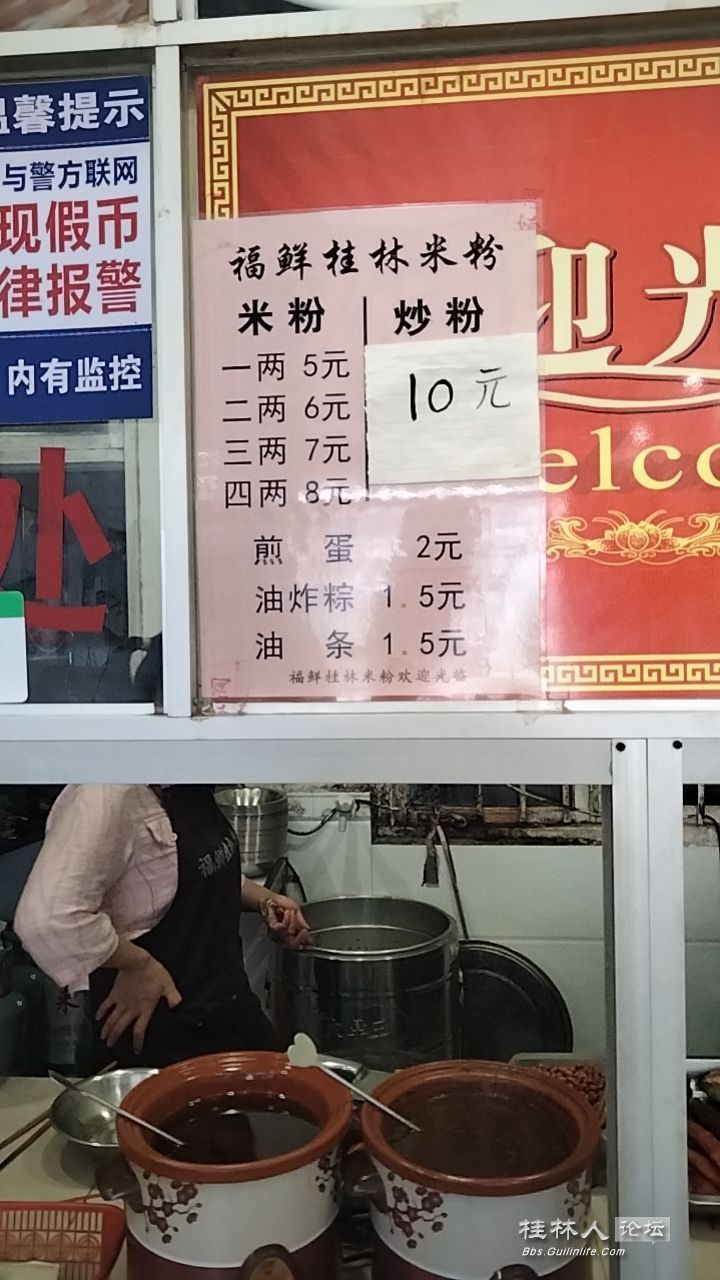 温馨提示
与警方联网
现假币
律报警
内有监控
处
福鲜桂林米粉
米粉 炒粉
一两 5元 10元
二两 6元
三两 7元
四两 8元
煎 蛋 2元
油炸粽 1.5元
油 条 1.5元
福鲜桂林米粉欢迎光临
迎光
elco
福鲜桂
桂林人论坛
Bbs.Guilinlife.com